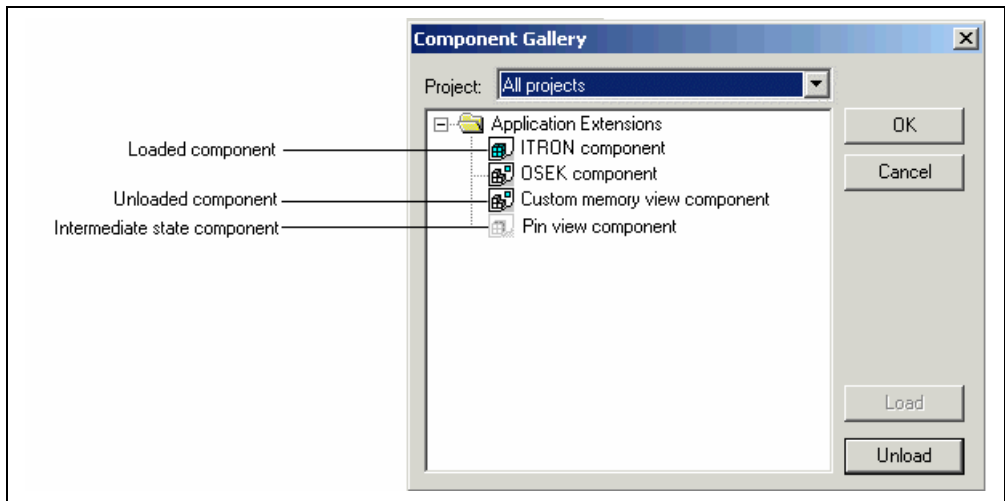 Component Gallery
Project: All projects
Application Extensions
OK
Loaded component
ITRON component
OSEK component
Cancel
Unloaded component
Custom memory view component
Intermediate state component
Pin view component
Load
Unload